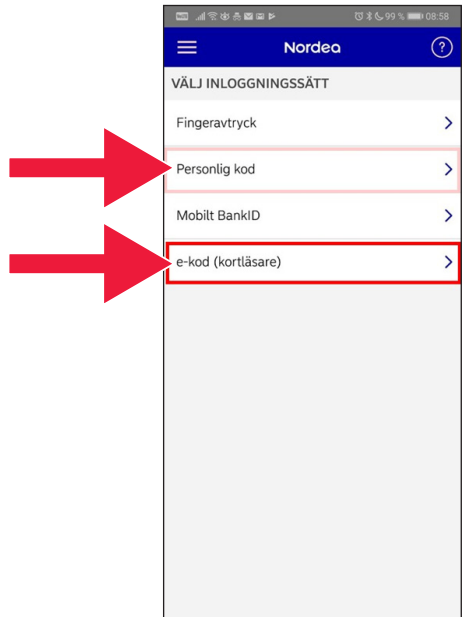 99 % 08:58
Nordea
?
VÄLJ INLOGGNINGSSÄTT
Fingeravtryck
Personlig kod
Mobilt BankID
e-kod (kortläsare)